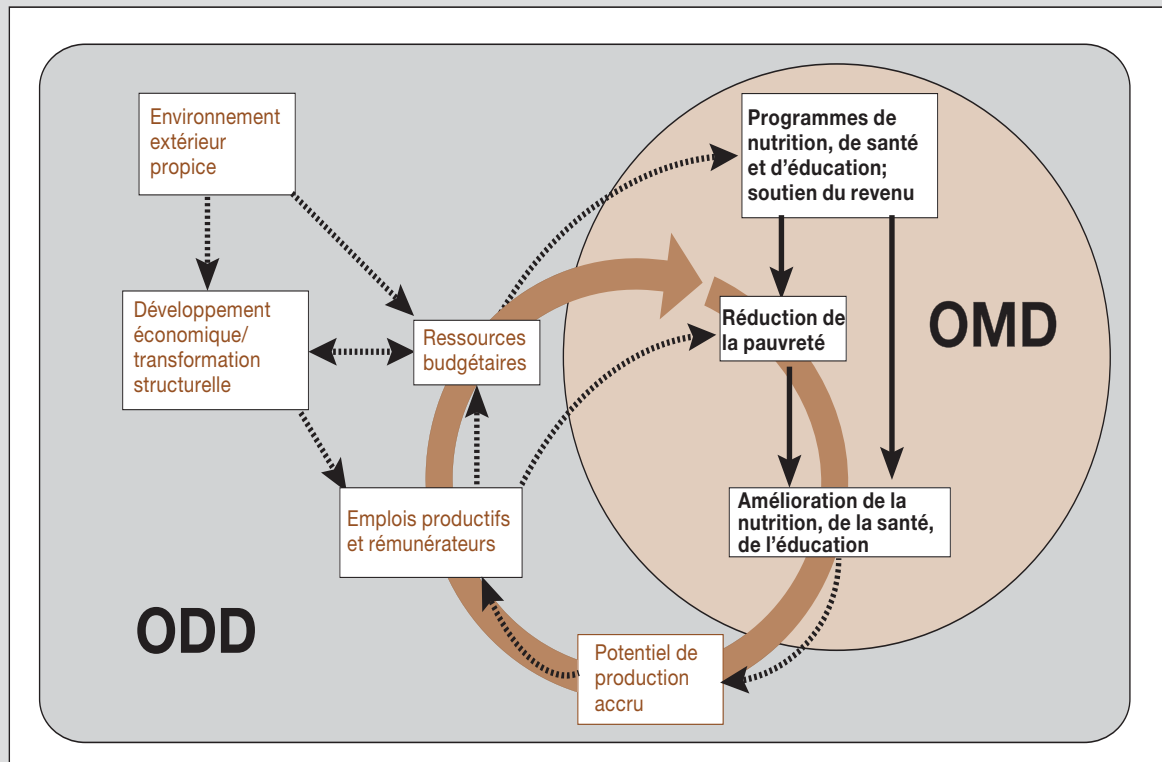 Environnement
extérieur
propice
Programmes de
nutrition, de santé
et d'éducation;
soutien du revenu
Développement
économique/
transformation
structurelle
Ressources
budgétaires
Réduction de
la pauvreté
OMD
Emplois productifs
et rémunérateurs
Amélioration de la
nutrition, de la santé,
de l'éducation
ODD
Potentiel de
production
accru